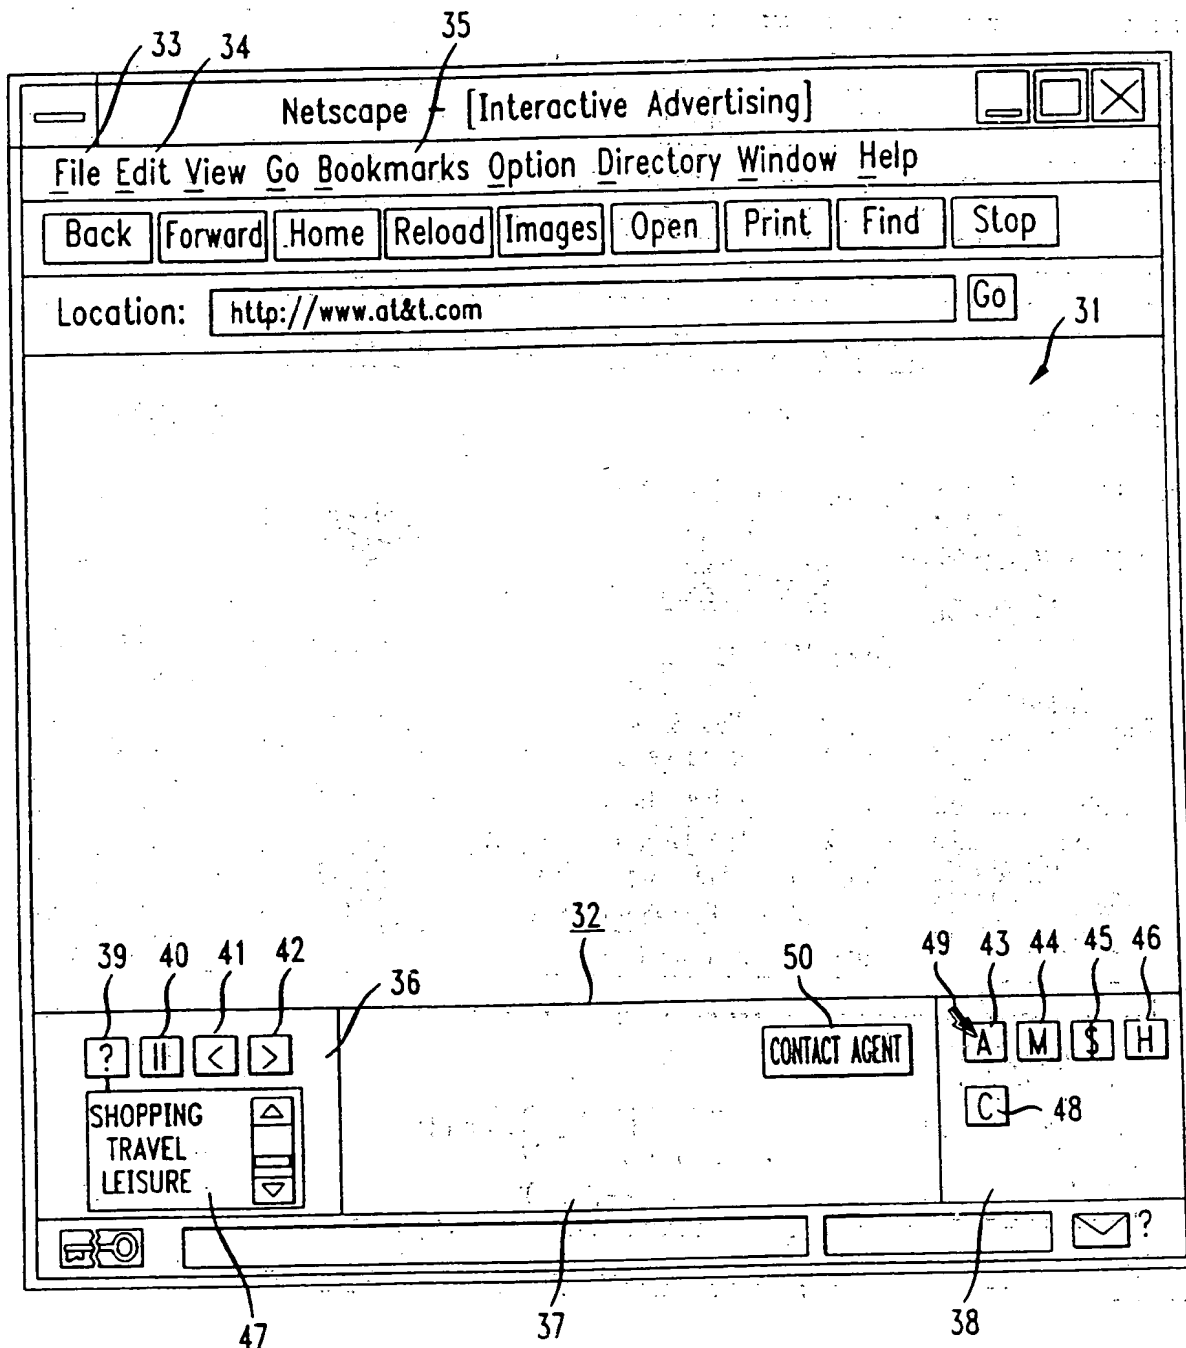 33 34 35
Netscape - [Interactive Advertising]
File Edit View Go Bookmarks Option Directory Window Help
Back Forward Home Reload Images Open Print Find Stop
Location: http://www.at&t.com Go
31
32
39 40 41 42 36 50 49 43 44 45 46
? || < > CONTACT AGENT A M $ H
SHOPPING
TRAVEL
LEISURE
C 48
?
47 37 38